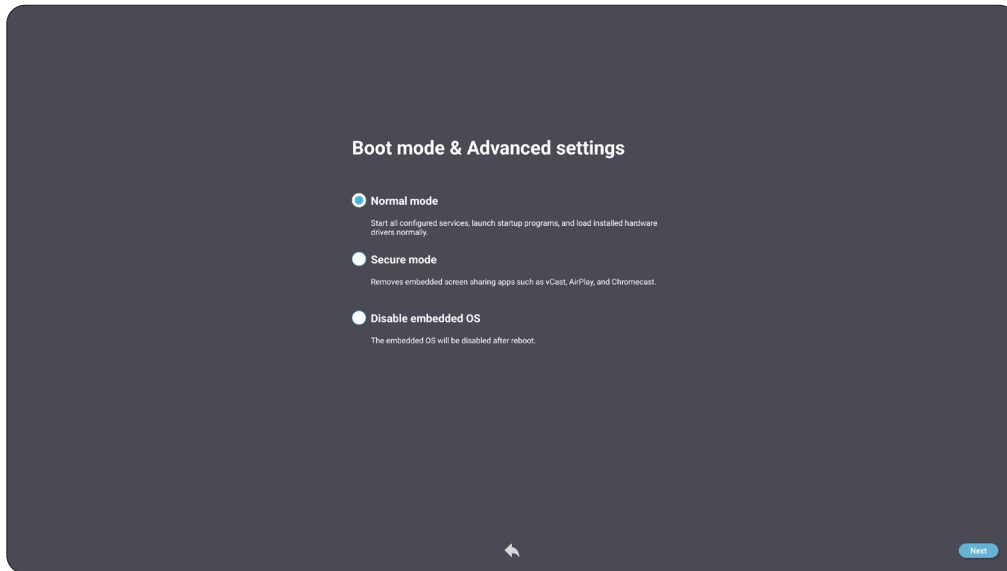 Boot mode & Advanced settings
Normal mode
Start all configured services, launch startup programs, and load installed hardware
drivers normally.
Secure mode
Removes embedded screen sharing apps such as vCast, AirPlay, and Chromecast.
Disable embedded OS
The embedded OS will be disabled after reboot.
Next